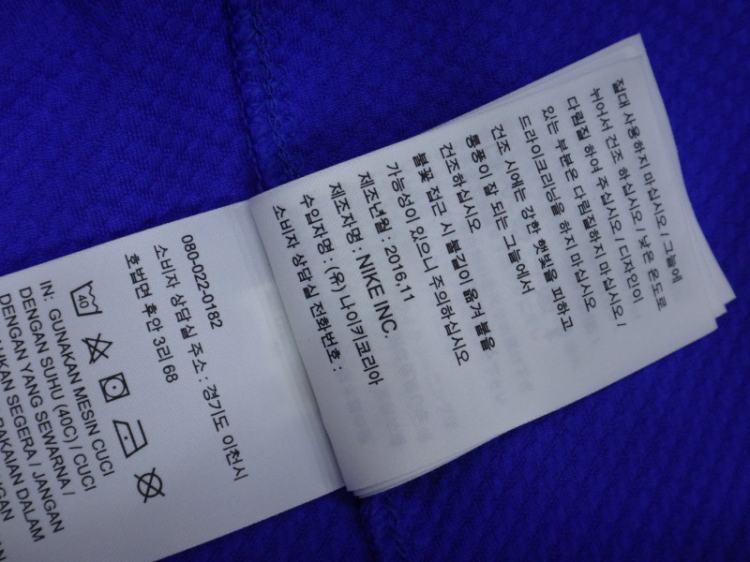 절대 사용하지 마십시오 / 그늘에
뉘어서 건조 하십시오 / 낮은 온도로
다림질 하여 주십시오 / 디자인이
있는 부분은 다림질하지 마십시오 /
드라이크리닝을 하지 마십시오
건조 시에는 강한 햇빛을 피하고
통풍이 잘 되는 그늘에서
건조하십시오
불꽃 접근 시 불길이 옮겨 붙을
가능성이 있으니 주의하십시오
제조년월 : 2016.11
제조자명 : NIKE INC.
수입자명 : (유) 나이키코리아
소비자 상담실 전화번호 :
080-022-0182
소비자 상담실 주소 : 경기도 이천시
호법면 후안 3리 68
40
IN: GUNAKAN MESIN CUCI
DENGAN SUHU (40C) / CUCI
DENGAN YANG SEWARNA /
SEGERA / JANGAN
PAKAIAN DALAM